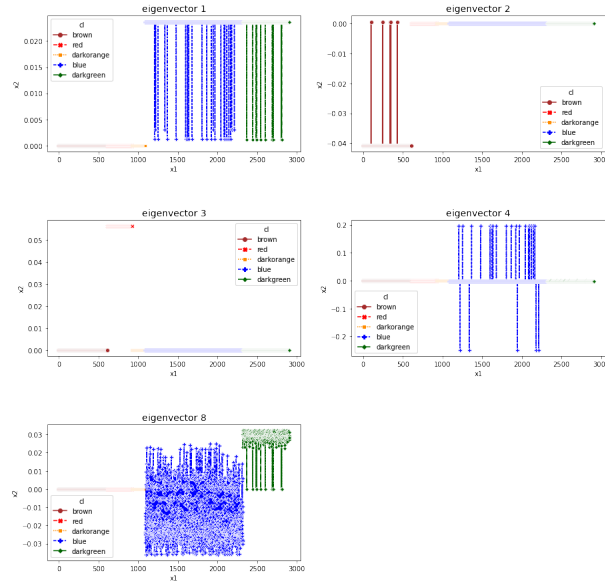 eigenvector 1
x2
0.020
0.015
0.010
0.005
0.000
cl
brown
red
darkorange
blue
darkgreen
0 500 1000 1500 2000 2500 3000
x1
eigenvector 2
x2
0.00
−0.01
−0.02
−0.03
−0.04
cl
brown
red
darkorange
blue
darkgreen
0 500 1000 1500 2000 2500 3000
x1
eigenvector 3
x2
0.05
0.04
0.03
0.02
0.01
0.00
cl
brown
red
darkorange
blue
darkgreen
0 500 1000 1500 2000 2500 3000
x1
eigenvector 4
x2
0.2
0.1
0.0
−0.1
−0.2
cl
brown
red
darkorange
blue
darkgreen
0 500 1000 1500 2000 2500 3000
x1
eigenvector 8
x2
0.03
0.02
0.01
0.00
−0.01
−0.02
−0.03
cl
brown
red
darkorange
blue
darkgreen
0 500 1000 1500 2000 2500 3000
x1